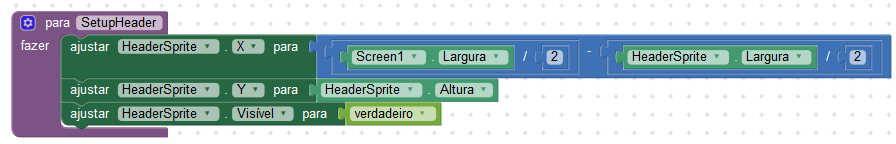 para SetupHeader
fazer ajustar HeaderSprite . X para Screen1 . Largura / 2 - HeaderSprite . Largura / 2
ajustar HeaderSprite . Y para HeaderSprite . Altura
ajustar HeaderSprite . Visível para verdadeiro